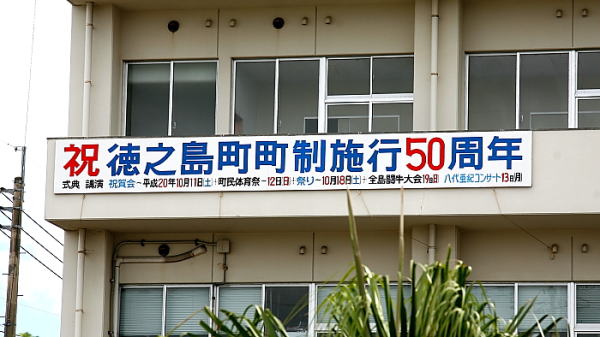 祝 徳之島町町制施行50周年
式典 講演 祝賀会～平成20年10月11日(土) 町民体育祭～12日(日) 祭り～10月18日(土) 全島闘牛大会19日(日) 八代亜紀コンサート13日(月)